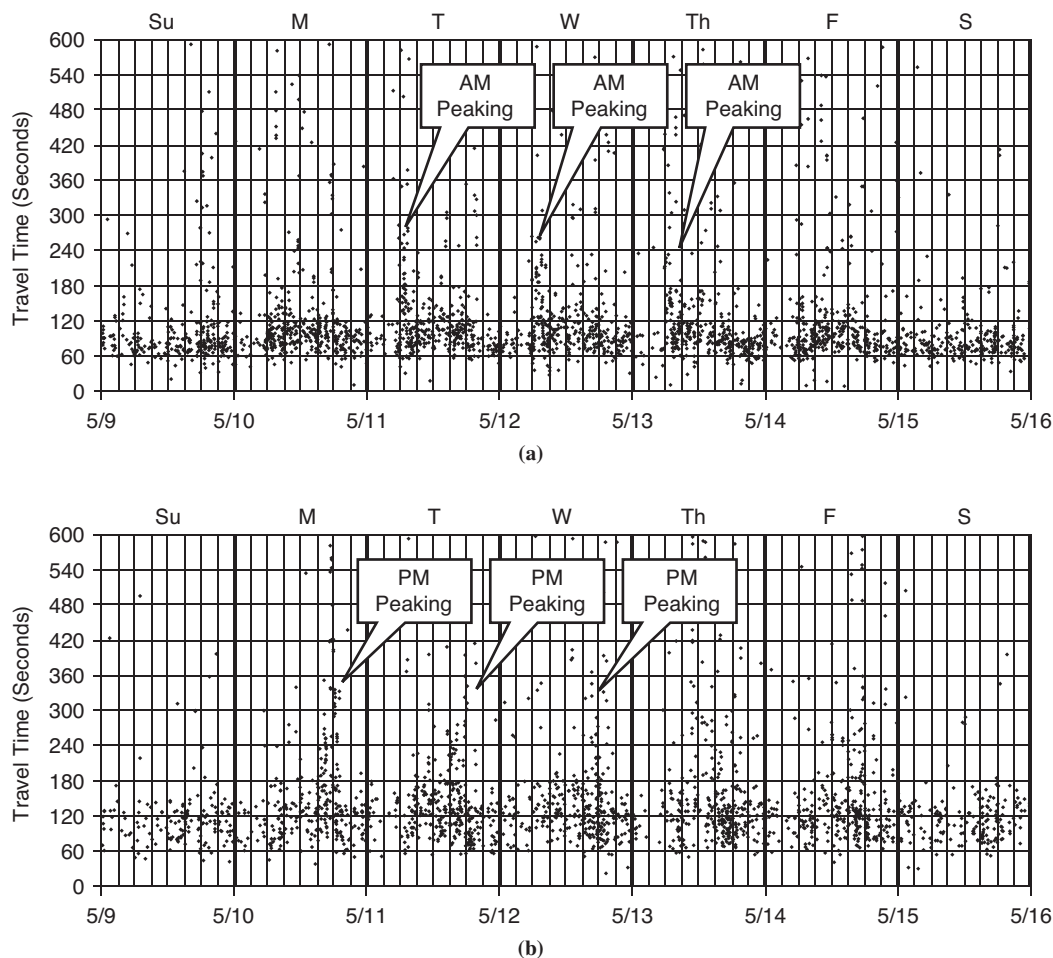 Su M T W Th F S
600
540
480
420
360
300
240
180
120
60
0
Travel Time (Seconds)
AM
Peaking
AM
Peaking
AM
Peaking
5/9 5/10 5/11 5/12 5/13 5/14 5/15 5/16
(a)
Su M T W Th F S
600
540
480
420
360
300
240
180
120
60
0
Travel Time (Seconds)
PM
Peaking
PM
Peaking
PM
Peaking
5/9 5/10 5/11 5/12 5/13 5/14 5/15 5/16
(b)